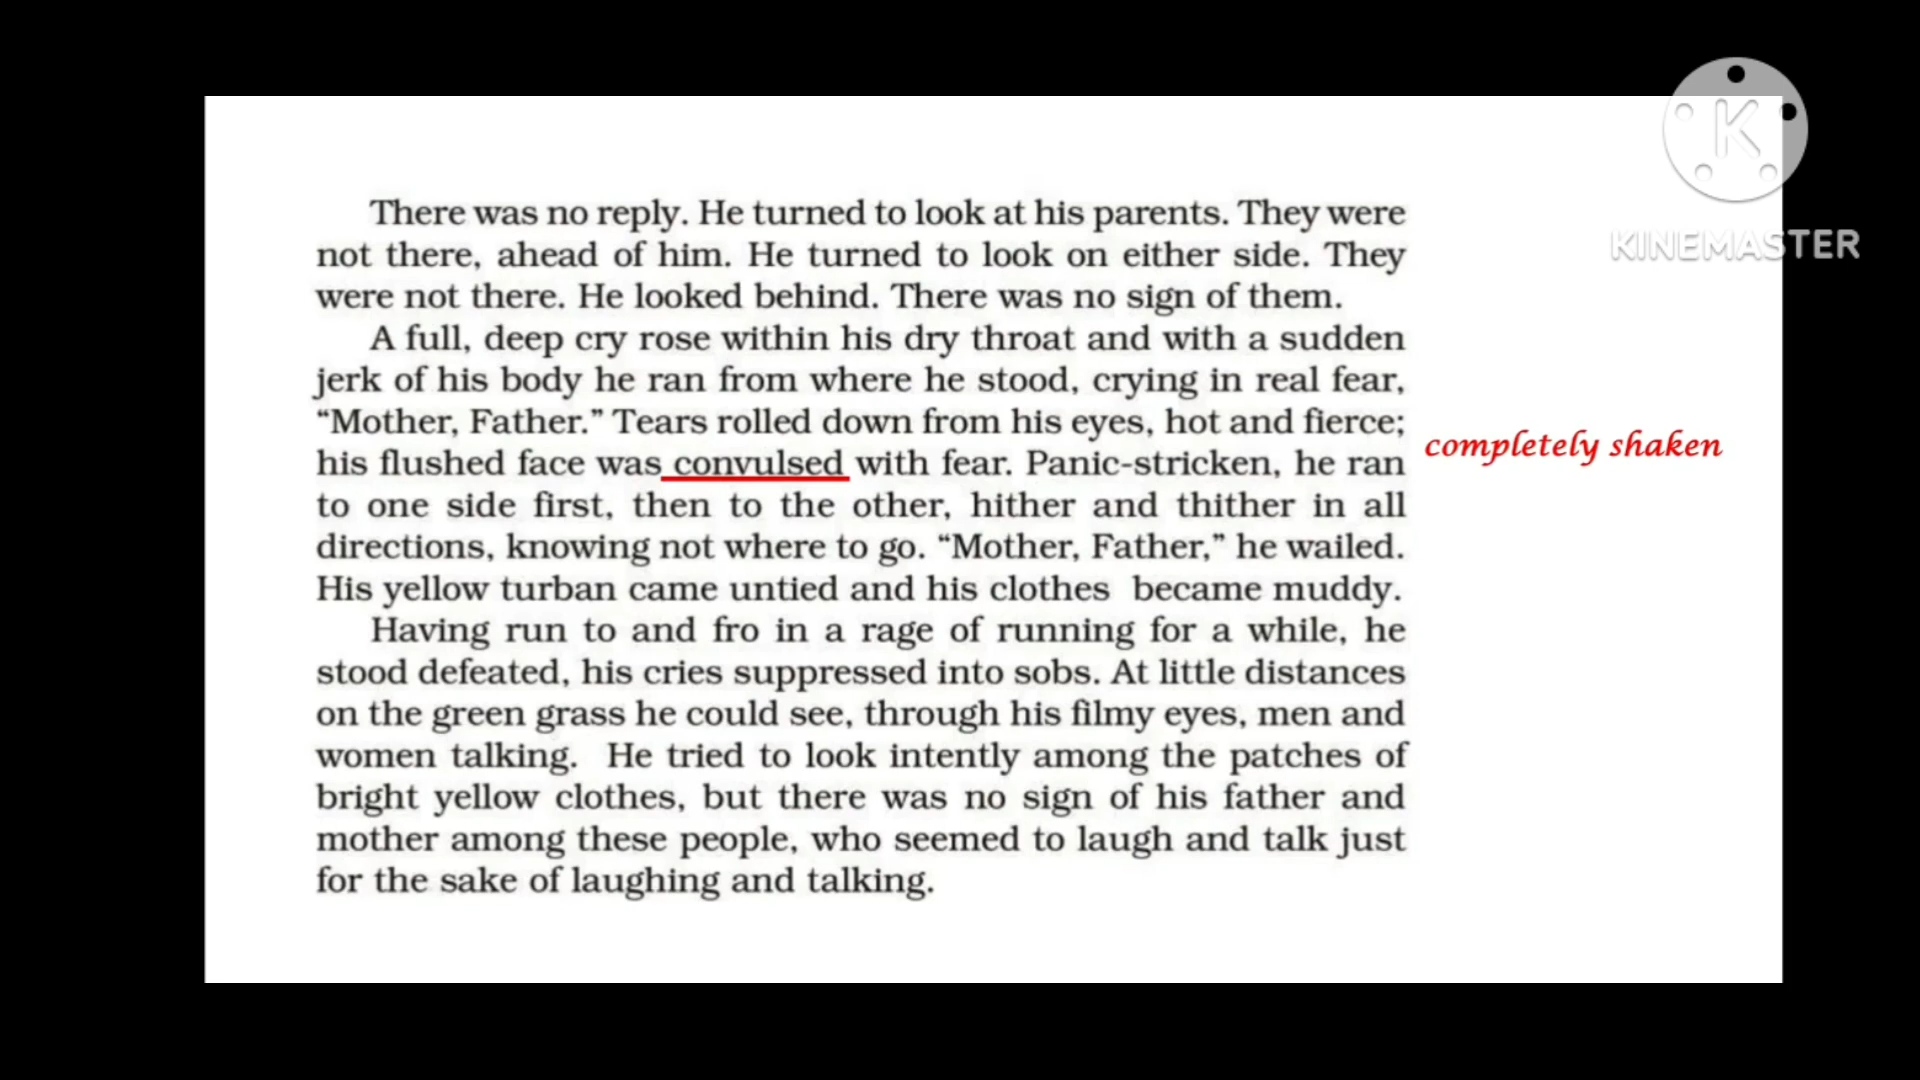 K
KINEMASTER
There was no reply. He turned to look at his parents. They were
not there, ahead of him. He turned to look on either side. They
were not there. He looked behind. There was no sign of them.
A full, deep cry rose within his dry throat and with a sudden
jerk of his body he ran from where he stood, crying in real fear,
“Mother, Father.” Tears rolled down from his eyes, hot and fierce;
his flushed face was convulsed with fear. Panic-stricken, he ran
completely shaken
to one side first, then to the other, hither and thither in all
directions, knowing not where to go. “Mother, Father,” he wailed.
His yellow turban came untied and his clothes became muddy.
Having run to and fro in a rage of running for a while, he
stood defeated, his cries suppressed into sobs. At little distances
on the green grass he could see, through his filmy eyes, men and
women talking. He tried to look intently among the patches of
bright yellow clothes, but there was no sign of his father and
mother among these people, who seemed to laugh and talk just
for the sake of laughing and talking.